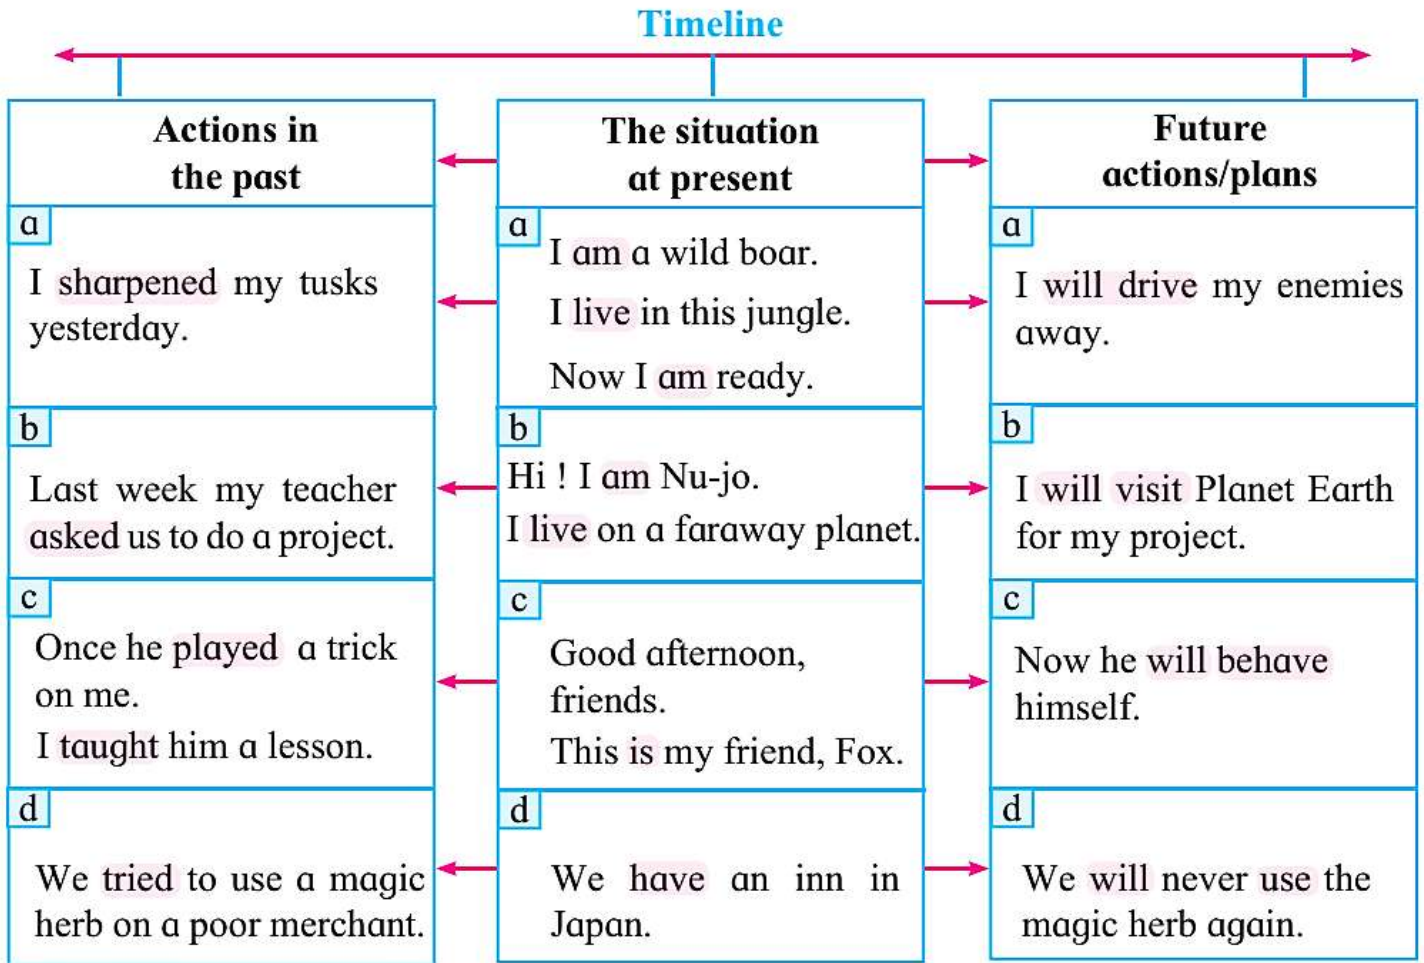 Timeline
Actions in
the past
The situation
at present
Future
actions/plans
a
I sharpened my tusks
yesterday.
a
I am a wild boar.
I live in this jungle.
Now I am ready.
a
I will drive my enemies
away.
b
Last week my teacher
asked us to do a project.
b
Hi ! I am Nu-jo.
I live on a faraway planet.
b
I will visit Planet Earth
for my project.
c
Once he played a trick
on me.
I taught him a lesson.
c
Good afternoon,
friends.
This is my friend, Fox.
c
Now he will behave
himself.
d
We tried to use a magic
herb on a poor merchant.
d
We have an inn in
Japan.
d
We will never use the
magic herb again.